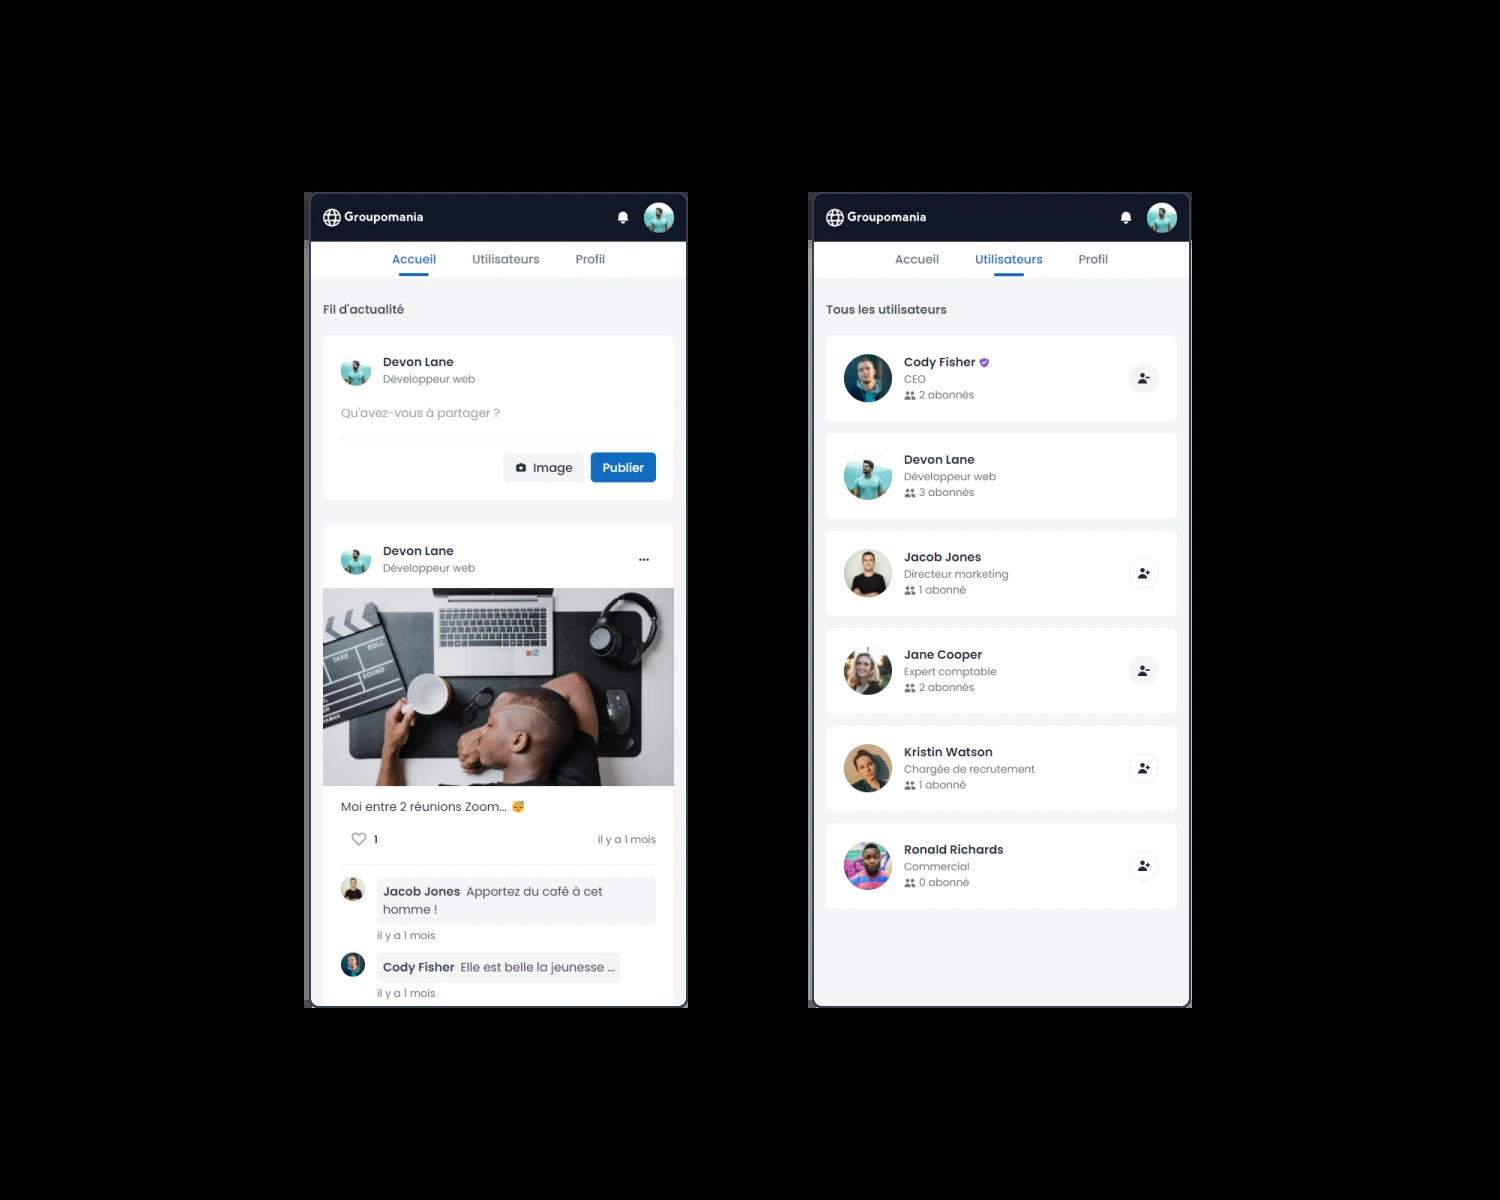 Groupomania
Accueil Utilisateurs Profil
Fil d'actualité
Devon Lane
Développeur web
Qu'avez-vous à partager ?
Image Publier
Devon Lane
Développeur web
...
TAKE ROLL
SOUND
Moi entre 2 réunions Zoom... 😴
1 il y a 1 mois
Jacob Jones Apportez du café à cet
homme !
il y a 1 mois
Cody Fisher Elle est belle la jeunesse ...
il y a 1 mois
Groupomania
Accueil Utilisateurs Profil
Tous les utilisateurs
Cody Fisher
CEO
2 abonnés
Devon Lane
Développeur web
3 abonnés
Jacob Jones
Directeur marketing
1 abonné
Jane Cooper
Expert comptable
2 abonnés
Kristin Watson
Chargée de recrutement
1 abonné
Ronald Richards
Commercial
0 abonné